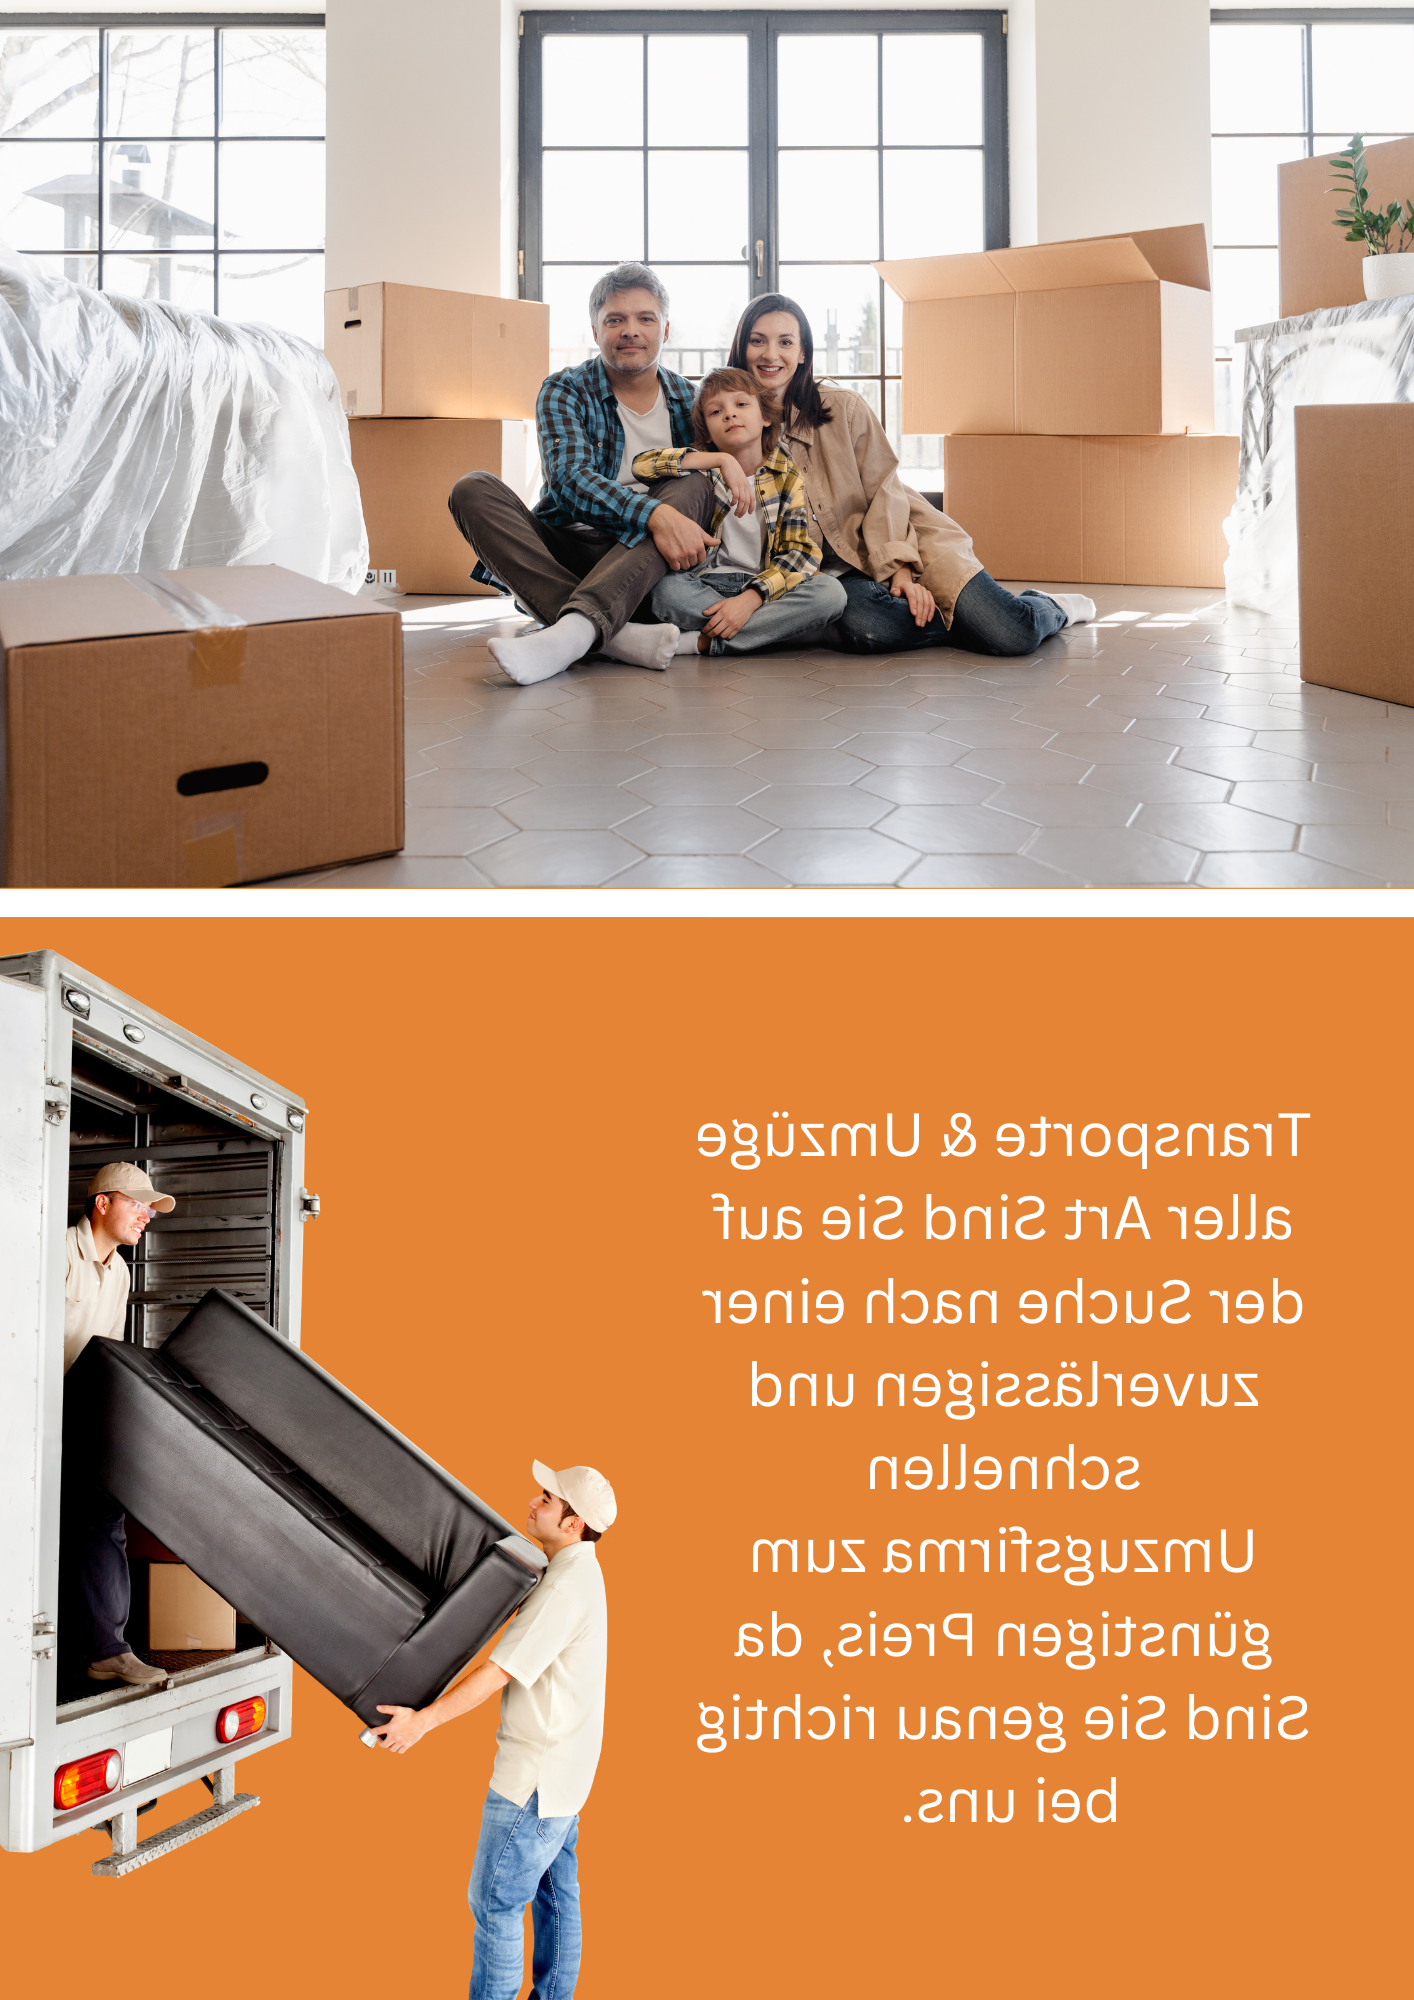 Transporte & Umzüge
aller Art Sind Sie auf
der Suche nach einer
zuverlässigen und
schnellen
Umzugsfirma zum
günstigen Preis, da
Sind Sie genau richtig
bei uns.